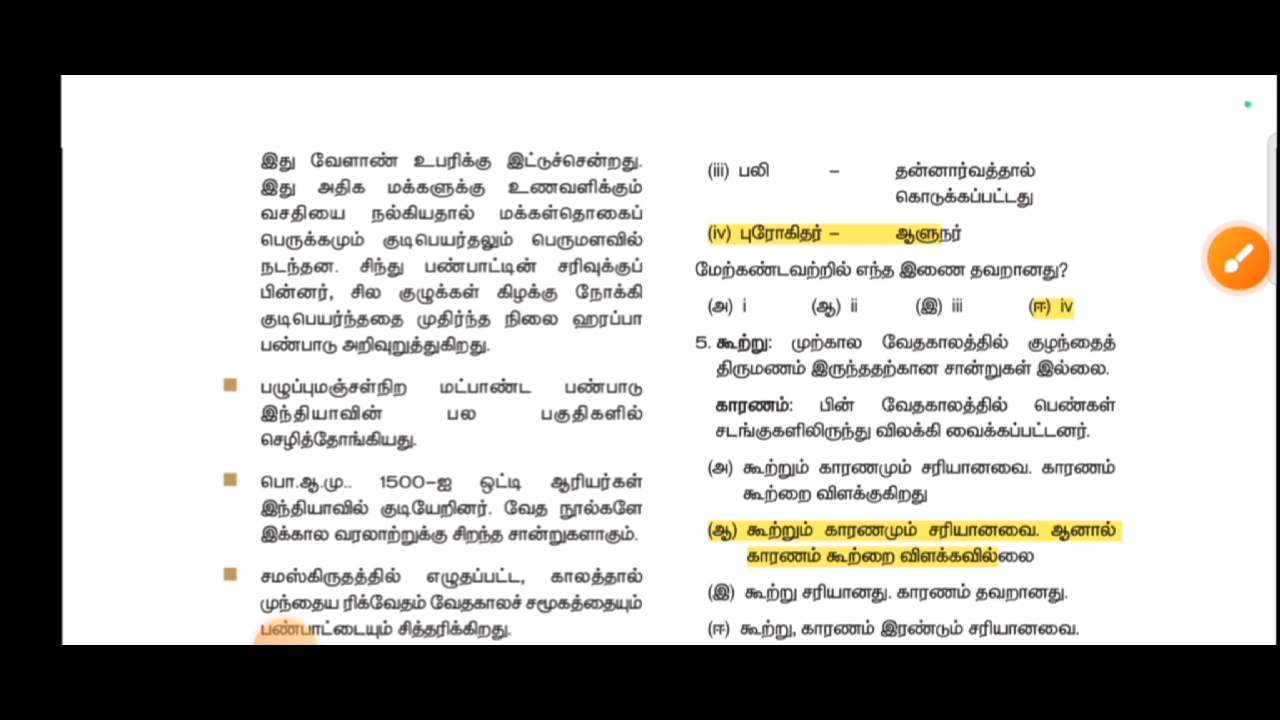 இது வேளாண் உபரிக்கு இட்டுச்சென்றது.
இது அதிக மக்களுக்கு உணவளிக்கும்
வசதியை நல்கியதால் மக்கள்தொகைப்
பெருக்கமும் குடிபெயர்தலும் பெருமளவில்
நடந்தன. சிந்து பண்பாட்டின் சரிவுக்குப்
பின்னர், சில குழுக்கள் கிழக்கு நோக்கி
குடிபெயர்ந்ததை முதிர்ந்த நிலை ஹரப்பா
பண்பாடு அறிவுறுத்துகிறது.
பழுப்புமஞ்சள்நிற மட்பாண்ட பண்பாடு
இந்தியாவின் பல பகுதிகளில்
செழித்தோங்கியது.
பொ.ஆ.மு.. 1500–ஐ ஒட்டி ஆரியர்கள்
இந்தியாவில் குடியேறினர். வேத நூல்களே
இக்கால வரலாற்றுக்கு சிறந்த சான்றுகளாகும்.
சமஸ்கிருதத்தில் எழுதப்பட்ட, காலத்தால்
முந்தைய ரிக்வேதம் வேதகாலச் சமூகத்தையும்
பண்பாட்டையும் சித்தரிக்கிறது.
(iii) பலி – தன்னார்வத்தால்
கொடுக்கப்பட்டது
(iv) புரோகிதர் – ஆளுநர்
மேற்கண்டவற்றில் எந்த இணை தவறானது?
(அ) i (ஆ) ii (இ) iii (ஈ) iv
5. கூற்று: முற்கால வேதகாலத்தில் குழந்தைத்
திருமணம் இருந்ததற்கான சான்றுகள் இல்லை.
காரணம்: பின் வேதகாலத்தில் பெண்கள்
சடங்குகளிலிருந்து விலக்கி வைக்கப்பட்டனர்.
(அ) கூற்றும் காரணமும் சரியானவை. காரணம்
கூற்றை விளக்குகிறது
(ஆ) கூற்றும் காரணமும் சரியானவை. ஆனால்
காரணம் கூற்றை விளக்கவில்லை
(இ) கூற்று சரியானது. காரணம் தவறானது.
(ஈ) கூற்று, காரணம் இரண்டும் சரியானவை.